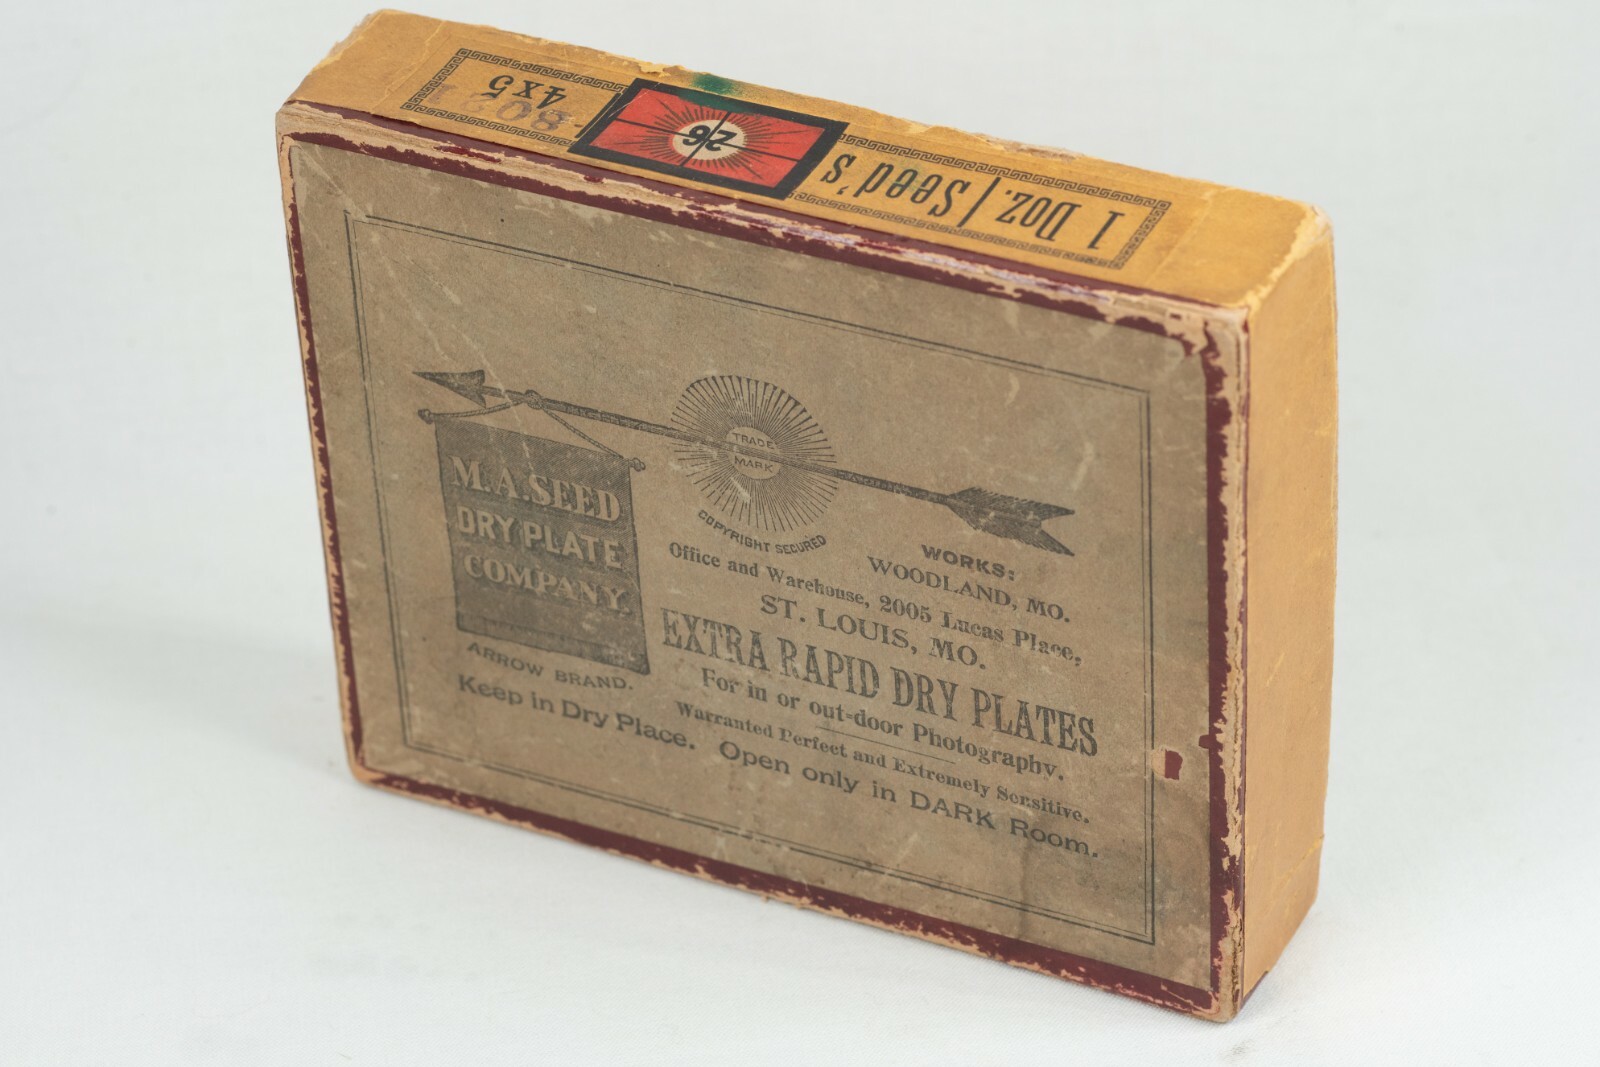 1 Doz. | Seed's
26
4x5
TRADE
MARK
COPYRIGHT SECURED
M.A. SEED
DRY PLATE
COMPANY.
ARROW BRAND.
WORKS:
WOODLAND, MO.
Office and Warehouse, 2005 Lucas Place,
ST. LOUIS, MO.
EXTRA RAPID DRY PLATES
For in or out-door Photography.
Warranted Perfect and Extremely Sensitive.
Keep in Dry Place. Open only in DARK Room.